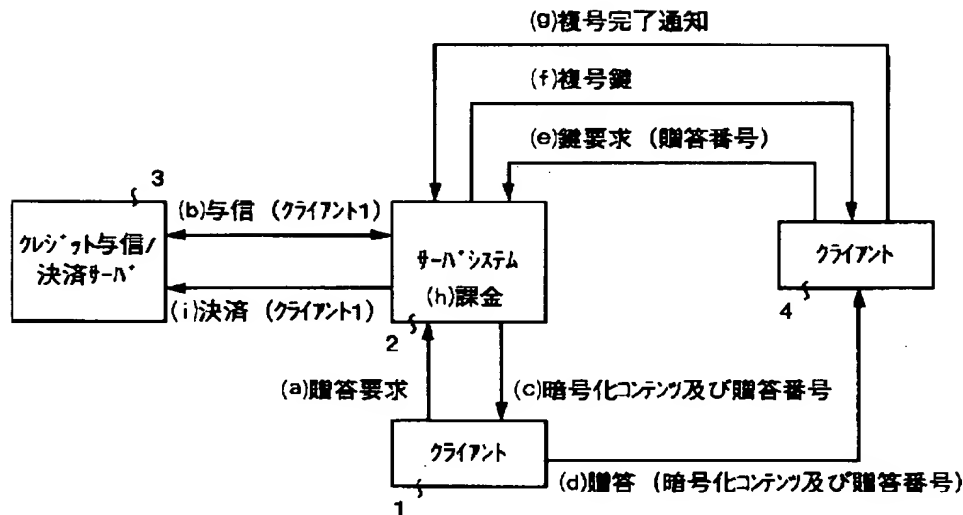 (g)複号完了通知
(f)複号鍵
(e)鍵要求 (贈答番号)
3
(b)与信 (クライアント1)
クレジット与信/
決済サーバ
サーバシステム
(h)課金
クライアント
4
(i)決済 (クライアント1)
2
(a)贈答要求
(c)暗号化コンテンツ及び贈答番号
クライアント
1
(d)贈答 (暗号化コンテンツ及び贈答番号)